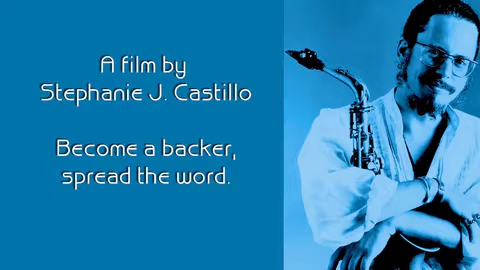 A film by
Stephanie J. Castillo
Become a backer,
spread the word.